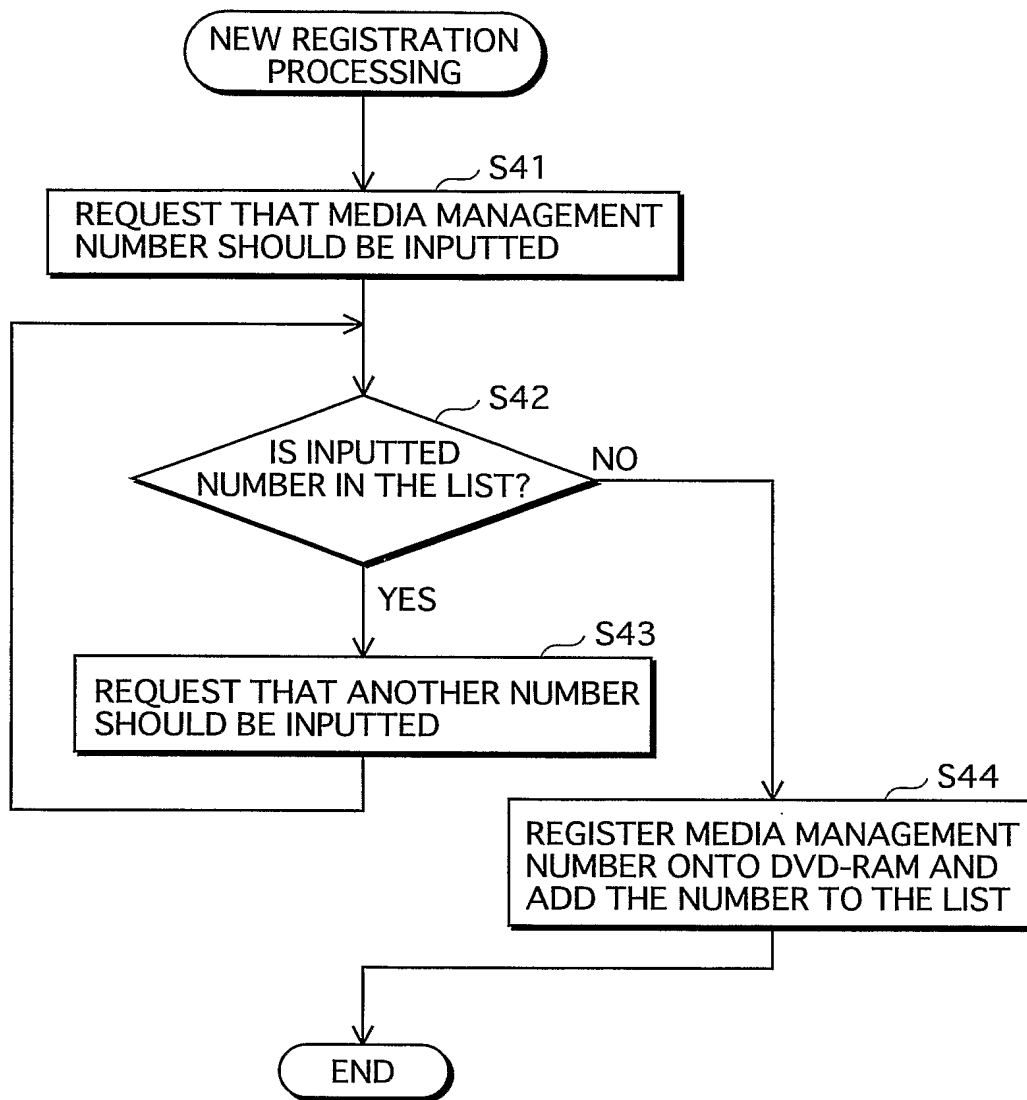 NEW REGISTRATION
PROCESSING
S41
REQUEST THAT MEDIA MANAGEMENT
NUMBER SHOULD BE INPUTTED
S42
IS INPUTTED
NUMBER IN THE LIST?
NO
YES
S43
REQUEST THAT ANOTHER NUMBER
SHOULD BE INPUTTED
S44
REGISTER MEDIA MANAGEMENT
NUMBER ONTO DVD-RAM AND
ADD THE NUMBER TO THE LIST
END